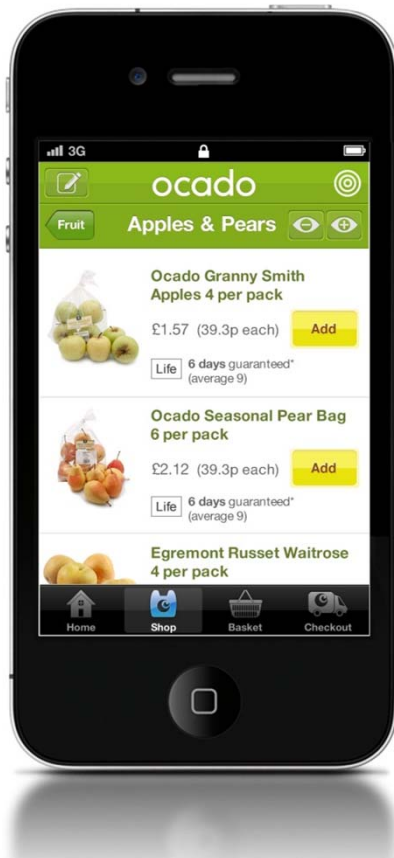 3G
ocado
Fruit
Apples & Pears
Ocado Granny Smith
Apples 4 per pack
£1.57 (39.3p each)
Add
Life
6 days guaranteed*
(average 9)
Ocado Seasonal Pear Bag
6 per pack
£2.12 (39.3p each)
Add
Life
6 days guaranteed*
(average 9)
Egremont Russet Waitrose
4 per pack
Home
Shop
Basket
Checkout